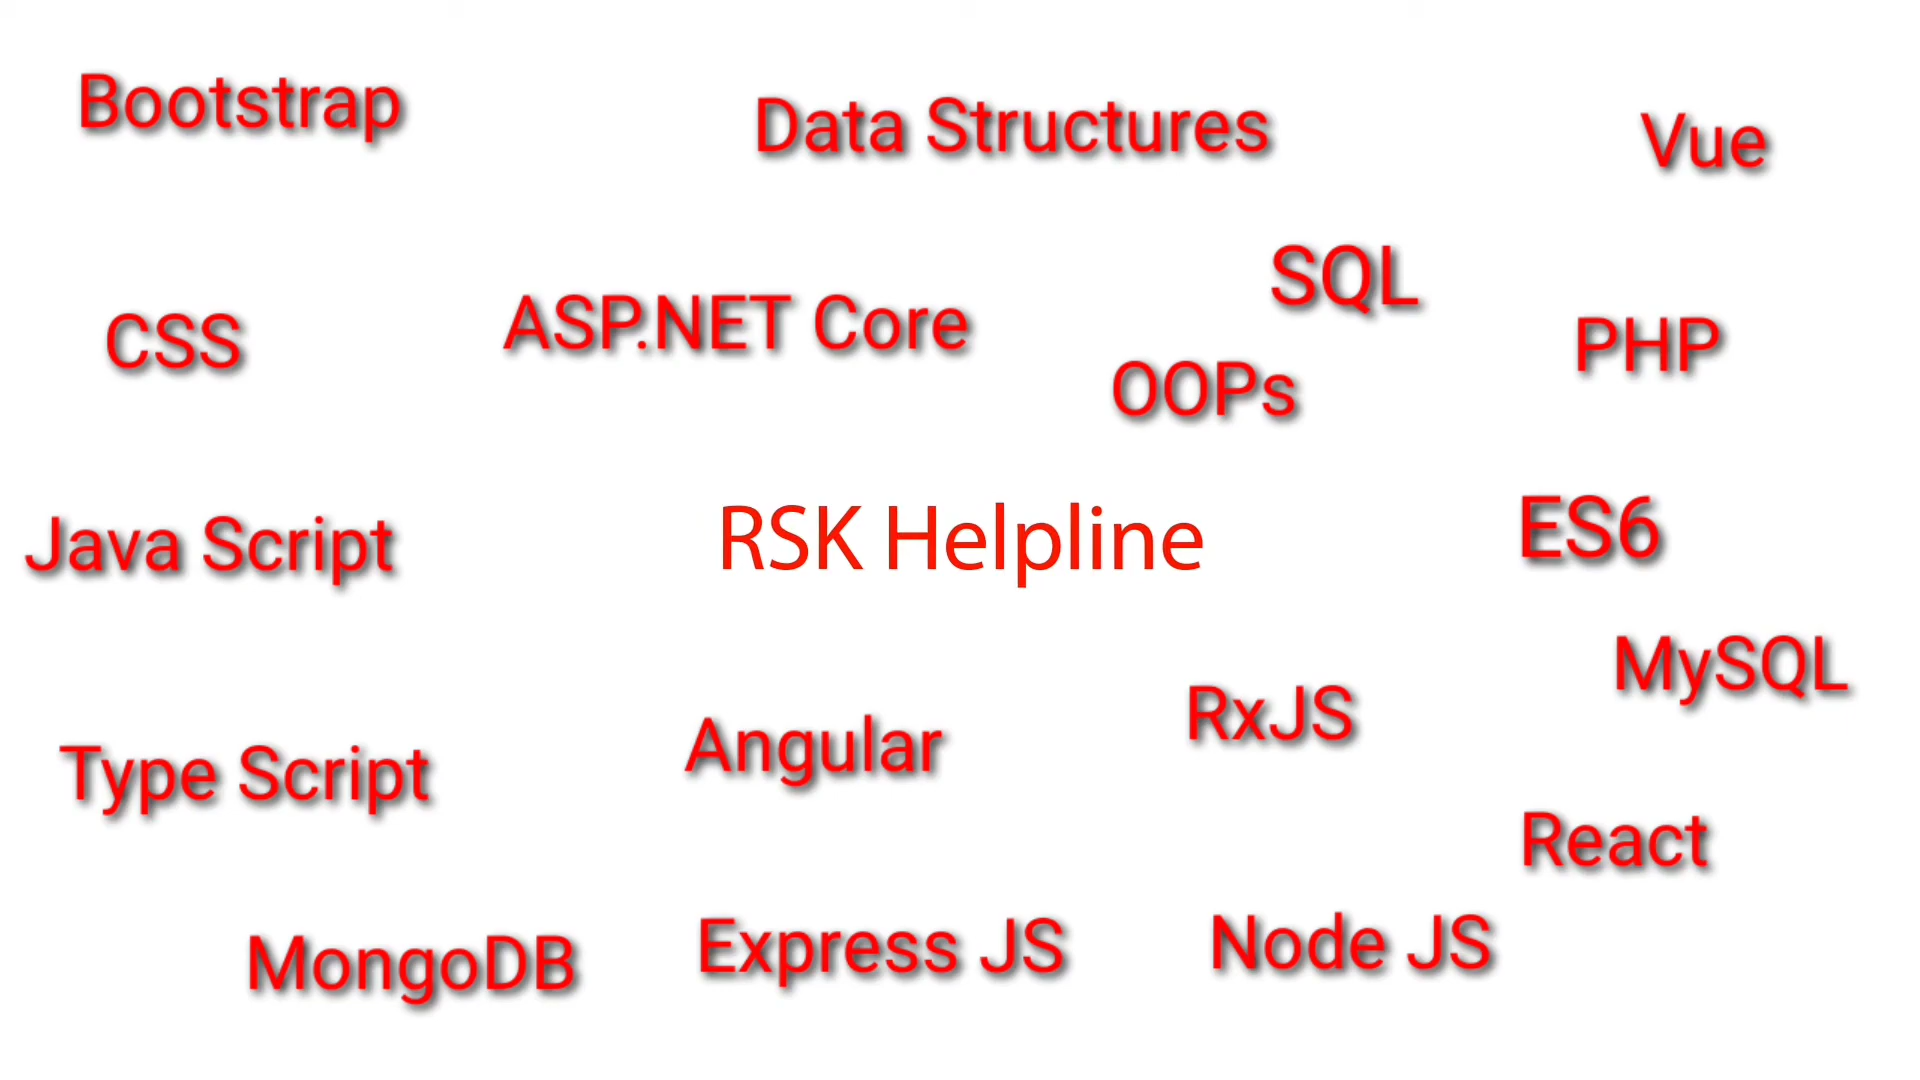 Bootstrap
Data Structures
Vue
SQL
CSS
ASP.NET Core
PHP
OOPs
Java Script
RSK Helpline
ES6
MySQL
RxJS
Type Script
Angular
React
MongoDB
Express JS
Node JS